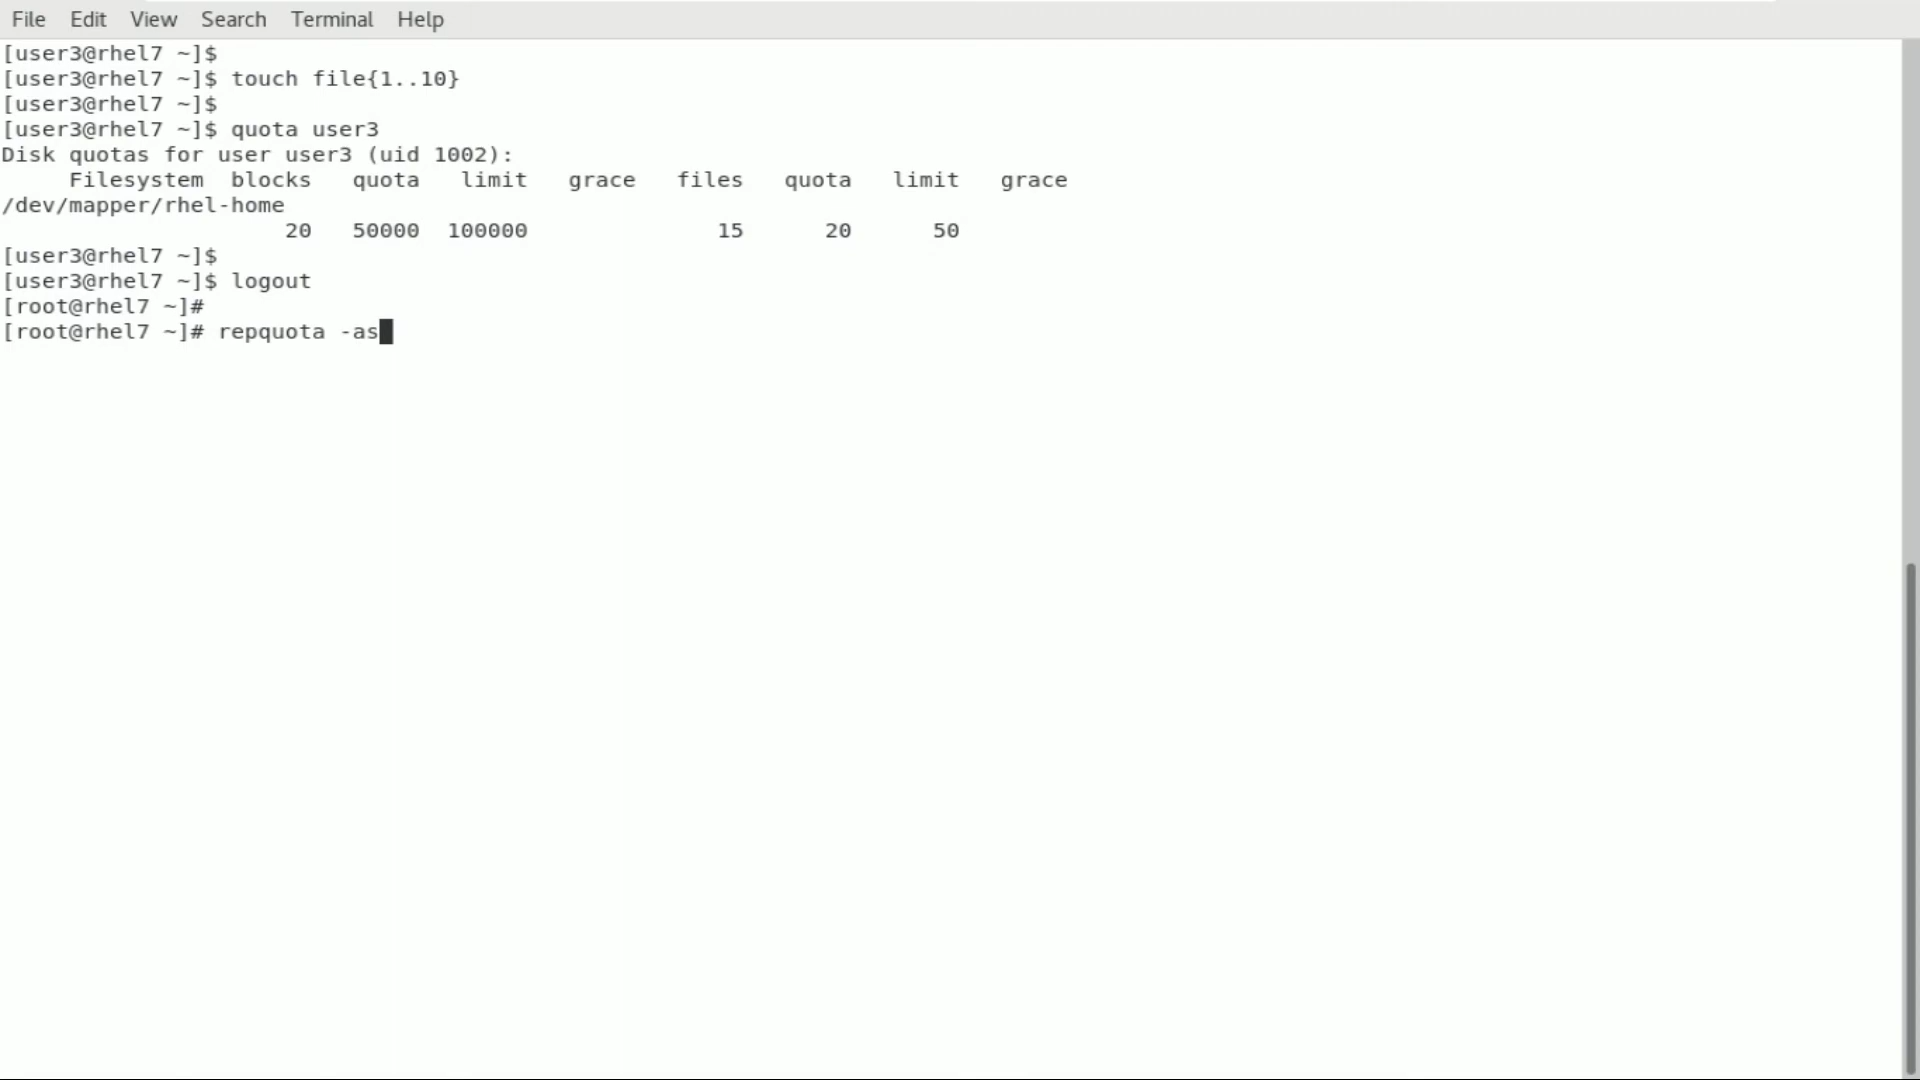 File Edit View Search Terminal Help
[user3@rhel7 ~]$
[user3@rhel7 ~]$ touch file{1..10}
[user3@rhel7 ~]$
[user3@rhel7 ~]$ quota user3
Disk quotas for user user3 (uid 1002):
     Filesystem  blocks   quota   limit   grace   files   quota   limit   grace
/dev/mapper/rhel-home
                     20   50000  100000              15      20      50
[user3@rhel7 ~]$
[user3@rhel7 ~]$ logout
[root@rhel7 ~]#
[root@rhel7 ~]# repquota -as